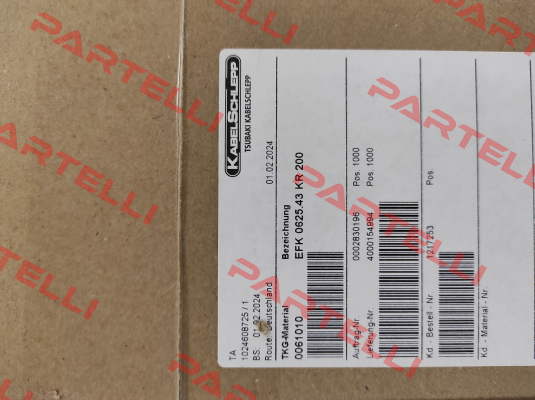 KABELSCHLEPP
TSUBAKI KABELSCHLEPP
TA
1024608725 / 1
BS 01.02.2024
Route: Deutschland 01.02.2024
TKG-Material Bezeichnung
0061010 EFK 0625.43 KR 200
Auftrag-Nr 0002830196 Pos. 1000
Lieferung-Nr. 4000154994 Pos. 1000
Kd - Bestell - Nr 1217253 Pos.
Kd - Material - Nr.
PARTELLI
PARTELLI
PARTELLI
PARTELLI
PARTELLI
PARTELLI
PARTELLI